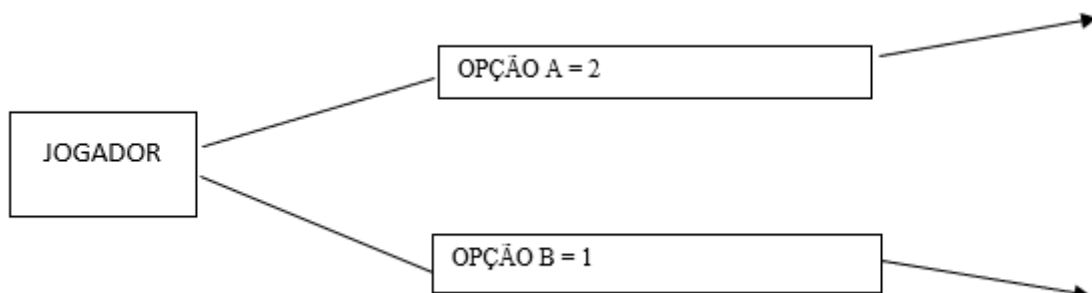 OPÇÃO A = 2
JOGADOR
OPÇÃO B = 1